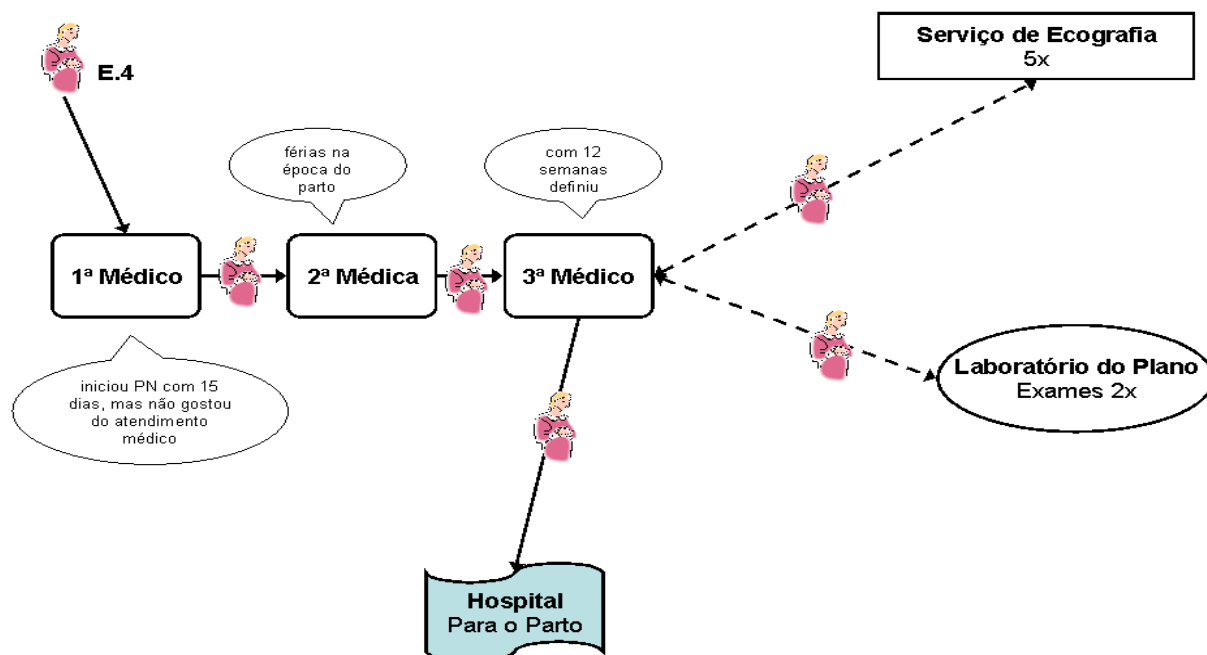 E.4
Serviço de Ecografia
5x
férias na
época do
parto
com 12
semanas
definiu
1ª Médico
2ª Médica
3ª Médico
iniciou PN com 15
dias, mas não gostou
do atendimento
médico
Laboratório do Plano
Exames 2x
Hospital
Para o Parto